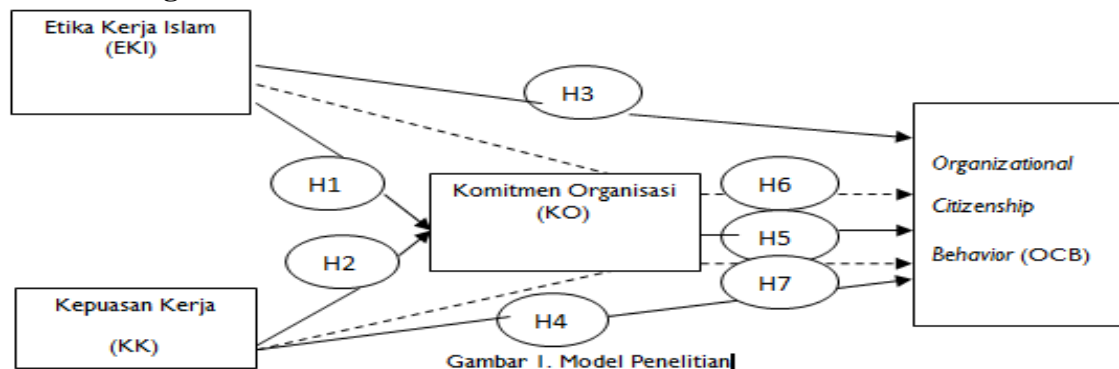 Etika Kerja Islam
(EKI)
H3
H1
Komitmen Organisasi
(KO)
H6
Organizational
Citizenship
Behavior (OCB)
H5
H2
H7
Kepuasan Kerja
(KK)
H4
Gambar 1. Model Penelitian